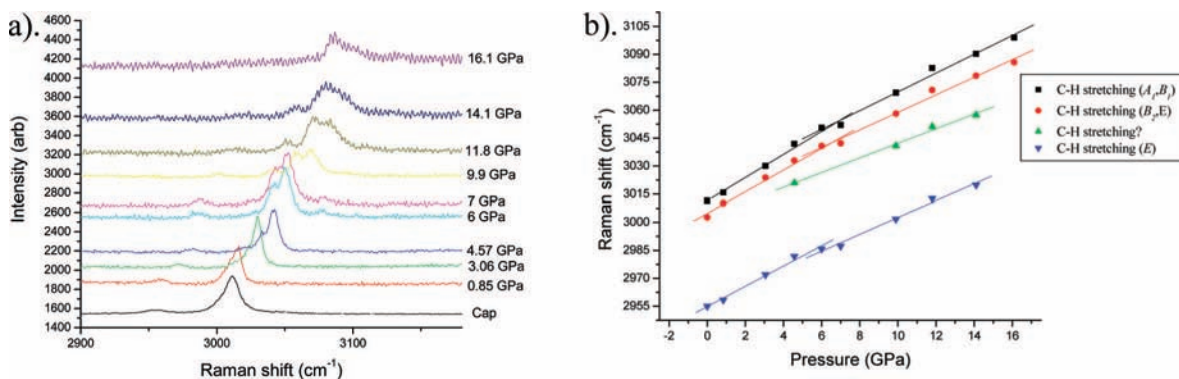 a).
Intensity (arb)
4600
4400
4200
4000
3800
3600
3400
3200
3000
2800
2600
2400
2200
2000
1800
1600
1400
16.1 GPa
14.1 GPa
11.8 GPa
9.9 GPa
7 GPa
6 GPa
4.57 GPa
3.06 GPa
0.85 GPa
Cap
2900
3000
3100
Raman shift (cm-1)
b).
Raman shift (cm-1)
3105
3090
3075
3060
3045
3030
3015
3000
2985
2970
2955
-2 0 2 4 6 8 10 12 14 16
Pressure (GPa)
C-H stretching (A1,B1)
C-H stretching (B2,E)
C-H stretching?
C-H stretching (E)